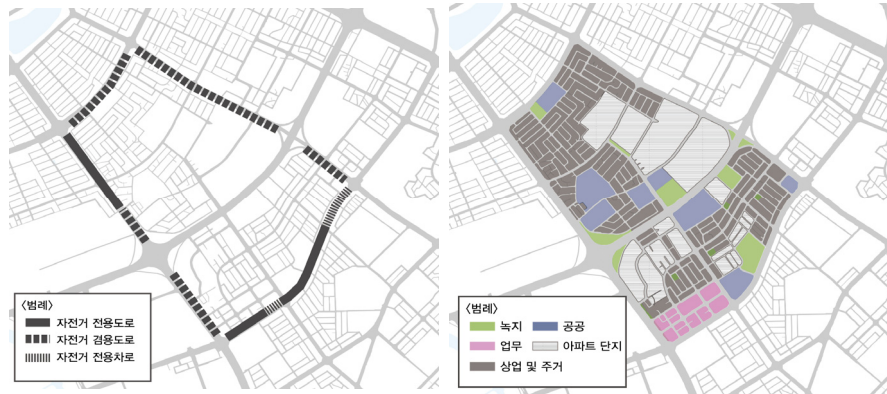 <범례>
자전거 전용도로
자전거 겸용도로
자전거 전용차로
<범례>
녹지 공공
업무 아파트 단지
상업 및 주거